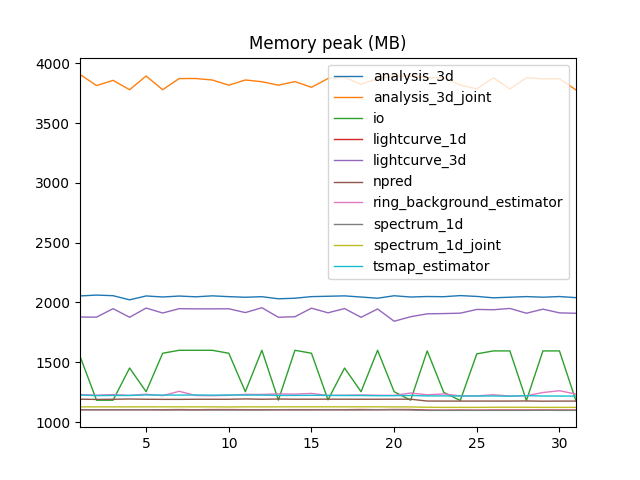 Memory peak (MB)
4000
3500
3000
2500
2000
1500
1000
analysis_3d
analysis_3d_joint
io
lightcurve_1d
lightcurve_3d
npred
ring_background_estimator
spectrum_1d
spectrum_1d_joint
tsmap_estimator
5 10 15 20 25 30